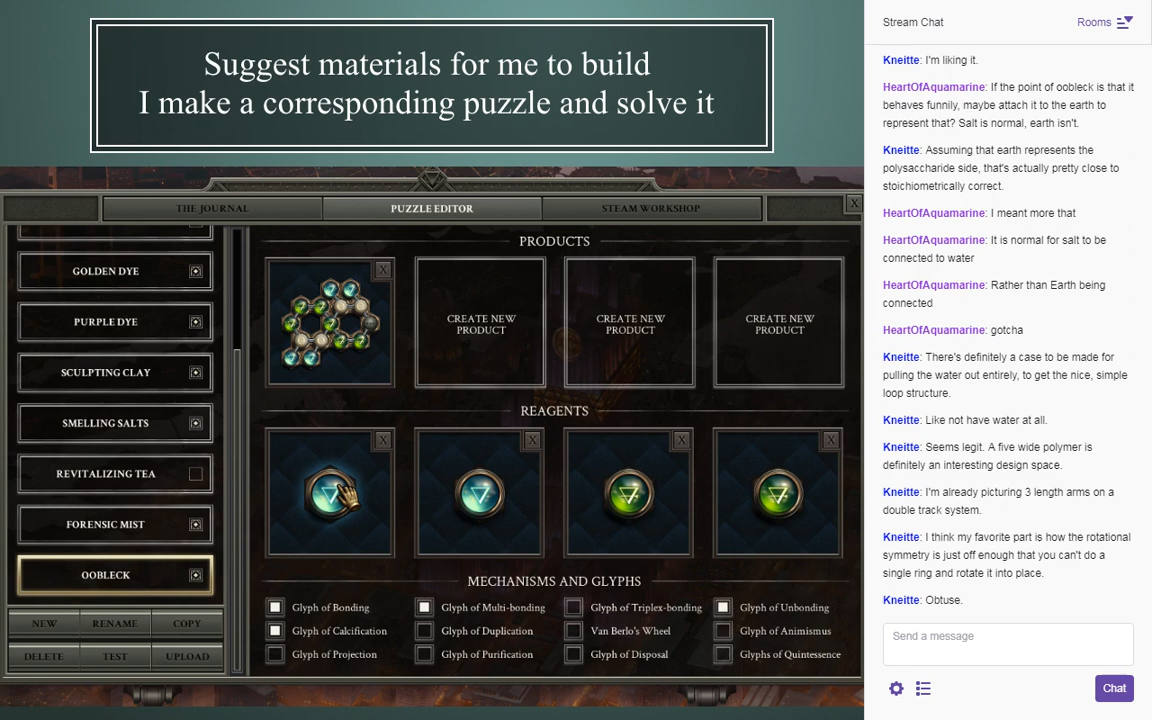 Suggest materials for me to build
I make a corresponding puzzle and solve it
THE JOURNAL
PUZZLE EDITOR
STEAM WORKSHOP
X
GOLDEN DYE
PURPLE DYE
SCULPTING CLAY
SMELLING SALTS
REVITALIZING TEA
FORENSIC MIST
OOBLECK
NEW
RENAME
COPY
DELETE
TEST
UPLOAD
PRODUCTS
X
CREATE NEW
PRODUCT
CREATE NEW
PRODUCT
CREATE NEW
PRODUCT
REAGENTS
X
X
X
X
MECHANISMS AND GLYPHS
Glyph of Bonding
Glyph of Multi-bonding
Glyph of Triplex-bonding
Glyph of Unbonding
Glyph of Calcification
Glyph of Duplication
Van Berlo's Wheel
Glyph of Animismus
Glyph of Projection
Glyph of Purification
Glyph of Disposal
Glyphs of Quintessence
Stream Chat
Rooms
Kneitte: I'm liking it.
HeartOfAquamarine: If the point of oobleck is that it
behaves funnily, maybe attach it to the earth to
represent that? Salt is normal, earth isn't.
Kneitte: Assuming that earth represents the
polysaccharide side, that's actually pretty close to
stoichiometrically correct.
HeartOfAquamarine: I meant more that
HeartOfAquamarine: It is normal for salt to be
connected to water
HeartOfAquamarine: Rather than Earth being
connected
HeartOfAquamarine: gotcha
Kneitte: There's definitely a case to be made for
pulling the water out entirely, to get the nice, simple
loop structure.
Kneitte: Like not have water at all.
Kneitte: Seems legit. A five wide polymer is
definitely an interesting design space.
Kneitte: I'm already picturing 3 length arms on a
double track system.
Kneitte: I think my favorite part is how the rotational
symmetry is just off enough that you can't do a
single ring and rotate it into place.
Kneitte: Obtuse.
Send a message
Chat